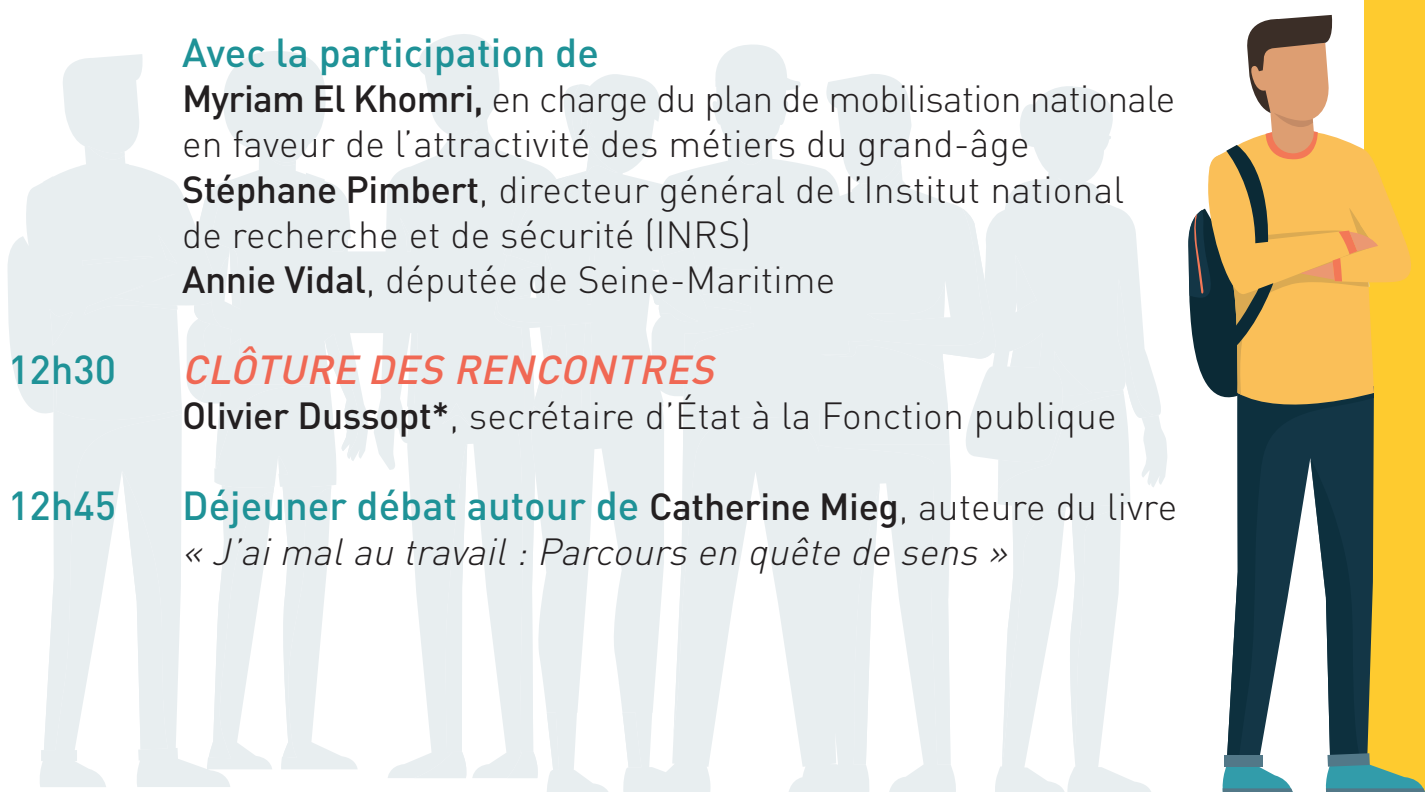 Avec la participation de
Myriam El Khomri, en charge du plan de mobilisation nationale
en faveur de l'attractivité des métiers du grand-âge
Stéphane Pimbert, directeur général de l'Institut national
de recherche et de sécurité (INRS)
Annie Vidal, députée de Seine-Maritime
12h30 CLÔTURE DES RENCONTRES
Olivier Dussopt*, secrétaire d'État à la Fonction publique
12h45 Déjeuner débat autour de Catherine Mieg, auteure du livre
« J'ai mal au travail : Parcours en quête de sens »